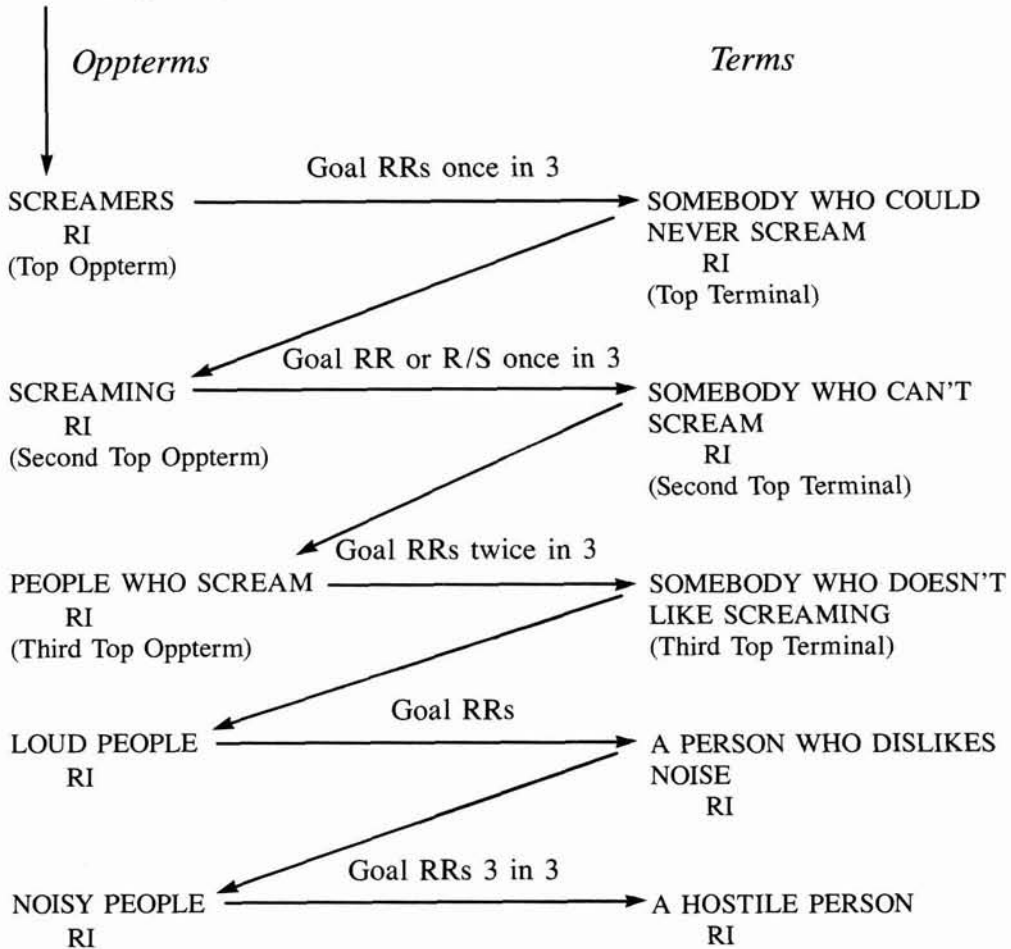 Oppterms Terms
Goal RRs once in 3
SCREAMERS SOMEBODY WHO COULD
RI NEVER SCREAM
(Top Oppterm) RI
(Top Terminal)
Goal RR or R/S once in 3
SCREAMING SOMEBODY WHO CAN'T
RI SCREAM
(Second Top Oppterm) RI
(Second Top Terminal)
Goal RRs twice in 3
PEOPLE WHO SCREAM SOMEBODY WHO DOESN'T
RI LIKE SCREAMING
(Third Top Oppterm) (Third Top Terminal)
Goal RRs
LOUD PEOPLE A PERSON WHO DISLIKES
RI NOISE
RI
Goal RRs 3 in 3
NOISY PEOPLE A HOSTILE PERSON
RI RI